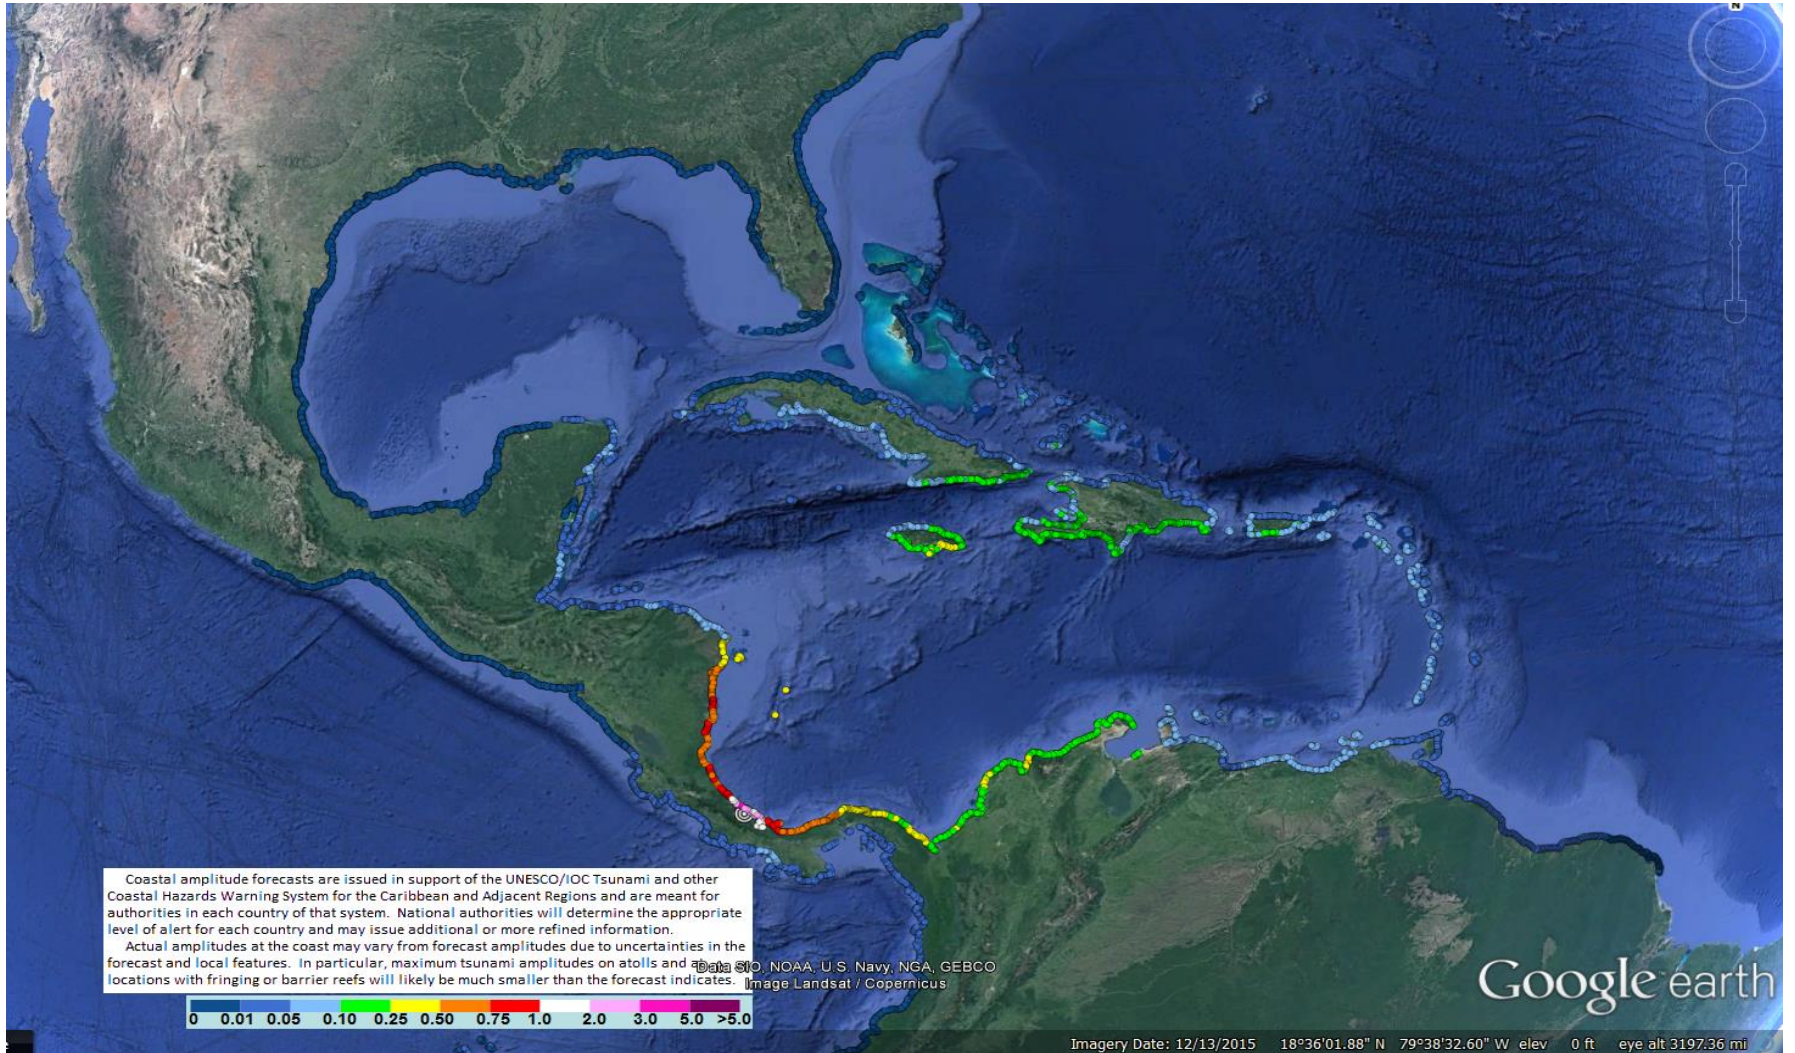 N
Coastal amplitude forecasts are issued in support of the UNESCO/IOC Tsunami and other
Coastal Hazards Warning System for the Caribbean and Adjacent Regions and are meant for
authorities in each country of that system. National authorities will determine the appropriate
level of alert for each country and may issue additional or more refined information.
Actual amplitudes at the coast may vary from forecast amplitudes due to uncertainties in the
forecast and local features. In particular, maximum tsunami amplitudes on atolls and
locations with fringing or barrier reefs will likely be much smaller than the forecast indicates.
Data SIO, NOAA, U.S. Navy, NGA, GEBCO
Image Landsat / Copernicus
Google earth
0 0.01 0.05 0.10 0.25 0.50 0.75 1.0 2.0 3.0 5.0 >5.0
Imagery Date: 12/13/2015 18°36'01.88" N 79°38'32.60" W elev 0 ft eye alt 3197.36 mi